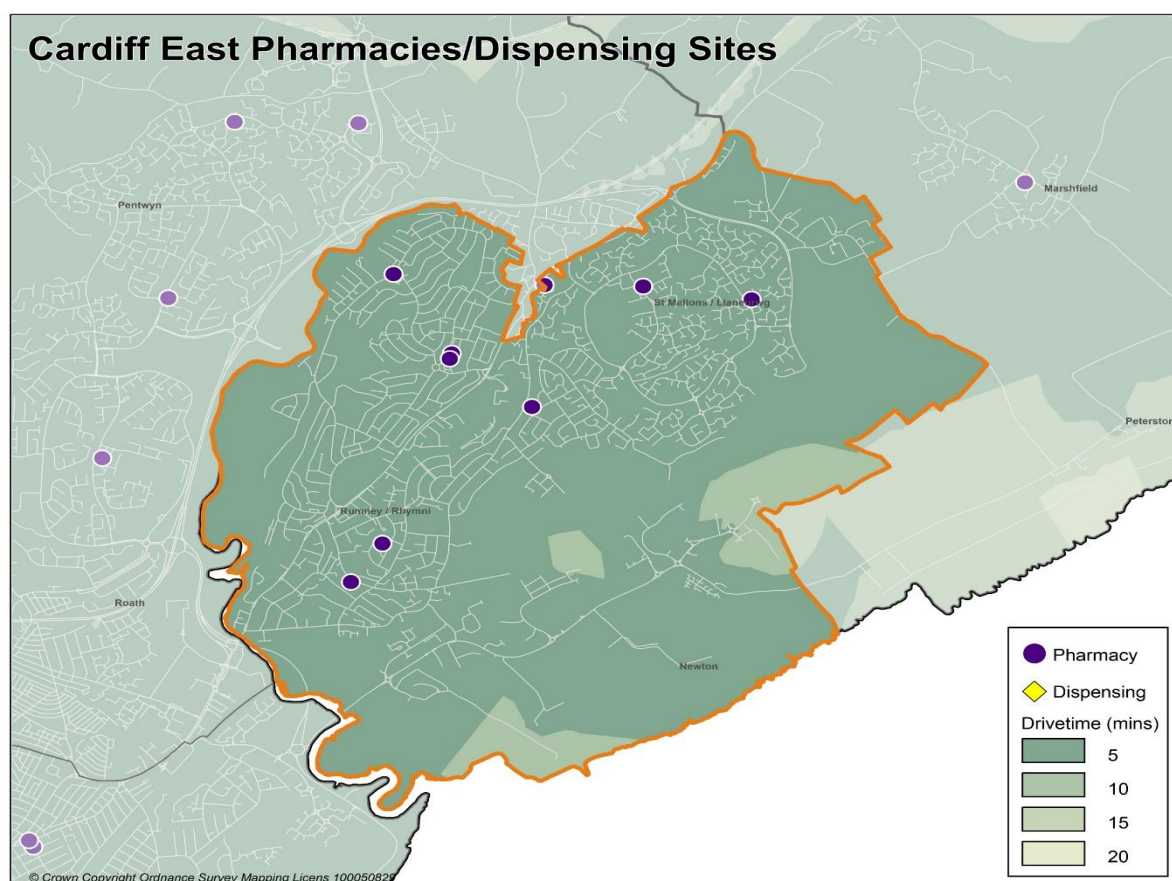 Cardiff East Pharmacies/Dispensing Sites
Pentwyn
Marshfield
St Mellons / Llaneirwg
Peterston
Rumney / Rhymni
Roath
Newton
Pharmacy
Dispensing
Drivetime (mins)
5
10
15
20
© Crown Copyright Ordnance Survey Mapping Licens 100050829